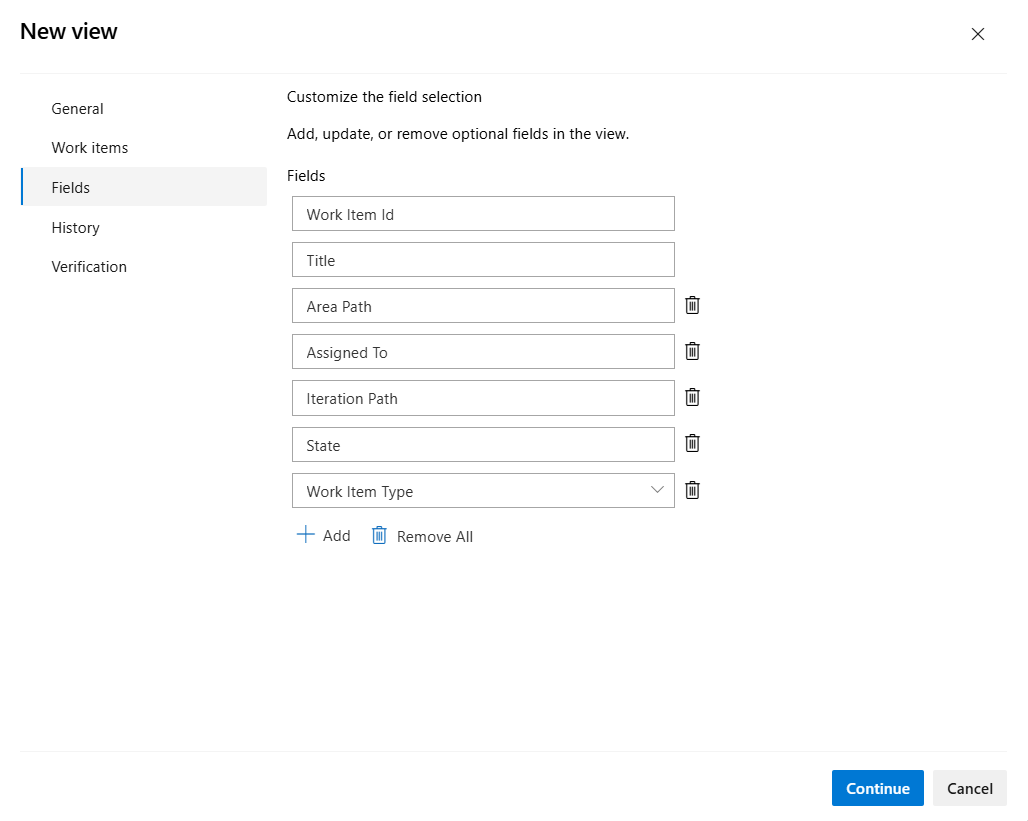 New view
General
Work items
Fields
History
Verification
Customize the field selection
Add, update, or remove optional fields in the view.
Fields
Work Item Id
Title
Area Path
Assigned To
Iteration Path
State
Work Item Type
Add Remove All
Continue Cancel